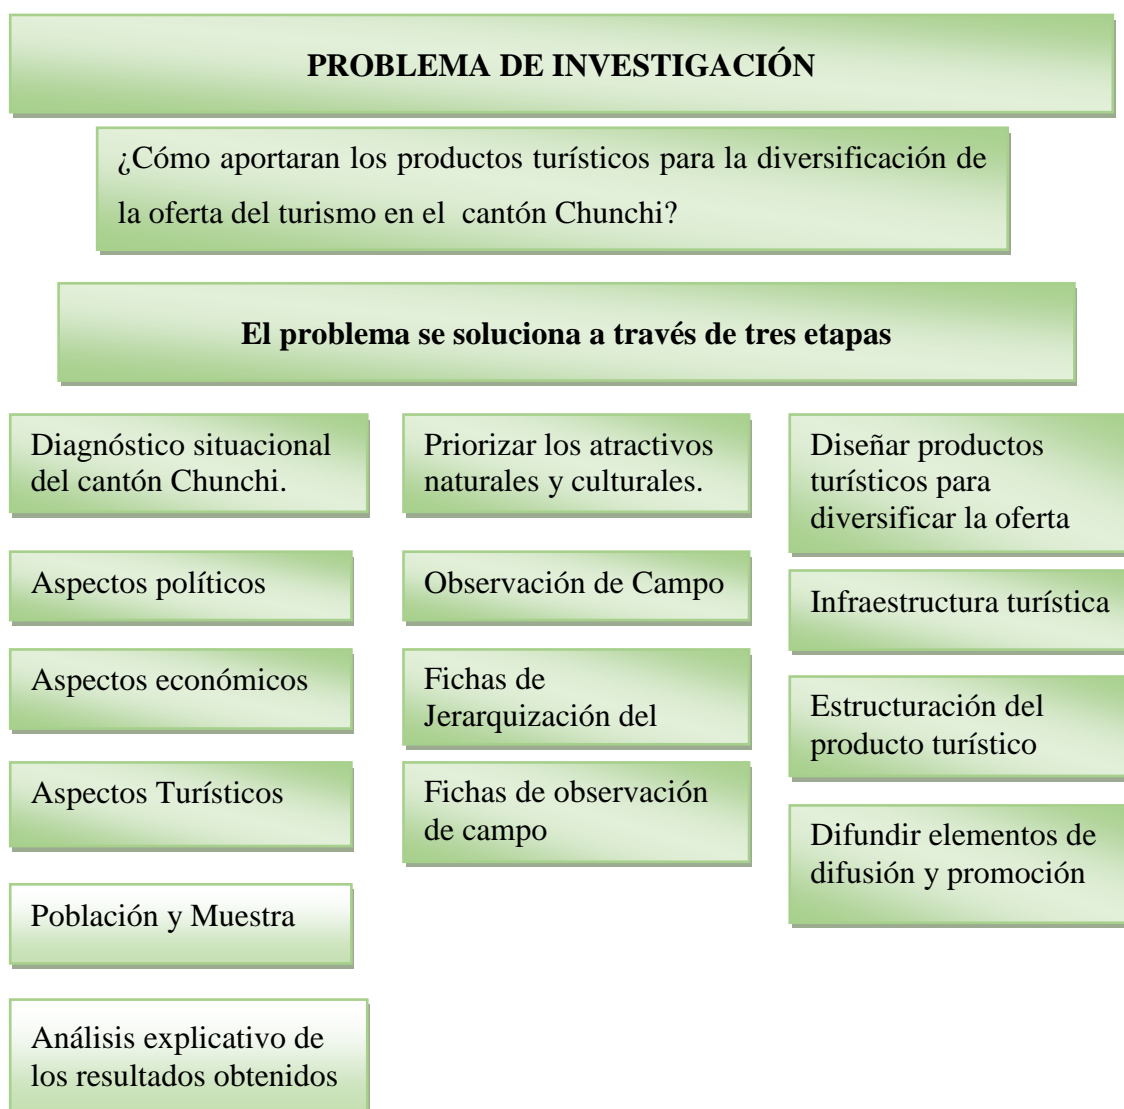 PROBLEMA DE INVESTIGACIÓN
¿Cómo aportaran los productos turísticos para la diversificación de
la oferta del turismo en el cantón Chunchi?
El problema se soluciona a través de tres etapas
Diagnóstico situacional
del cantón Chunchi.
Aspectos políticos
Aspectos económicos
Aspectos Turísticos
Población y Muestra
Análisis explicativo de
los resultados obtenidos
Priorizar los atractivos
naturales y culturales.
Observación de Campo
Fichas de
Jerarquización del
Fichas de observación
de campo
Diseñar productos
turísticos para
diversificar la oferta
Infraestructura turística
Estructuración del
producto turístico
Difundir elementos de
difusión y promoción